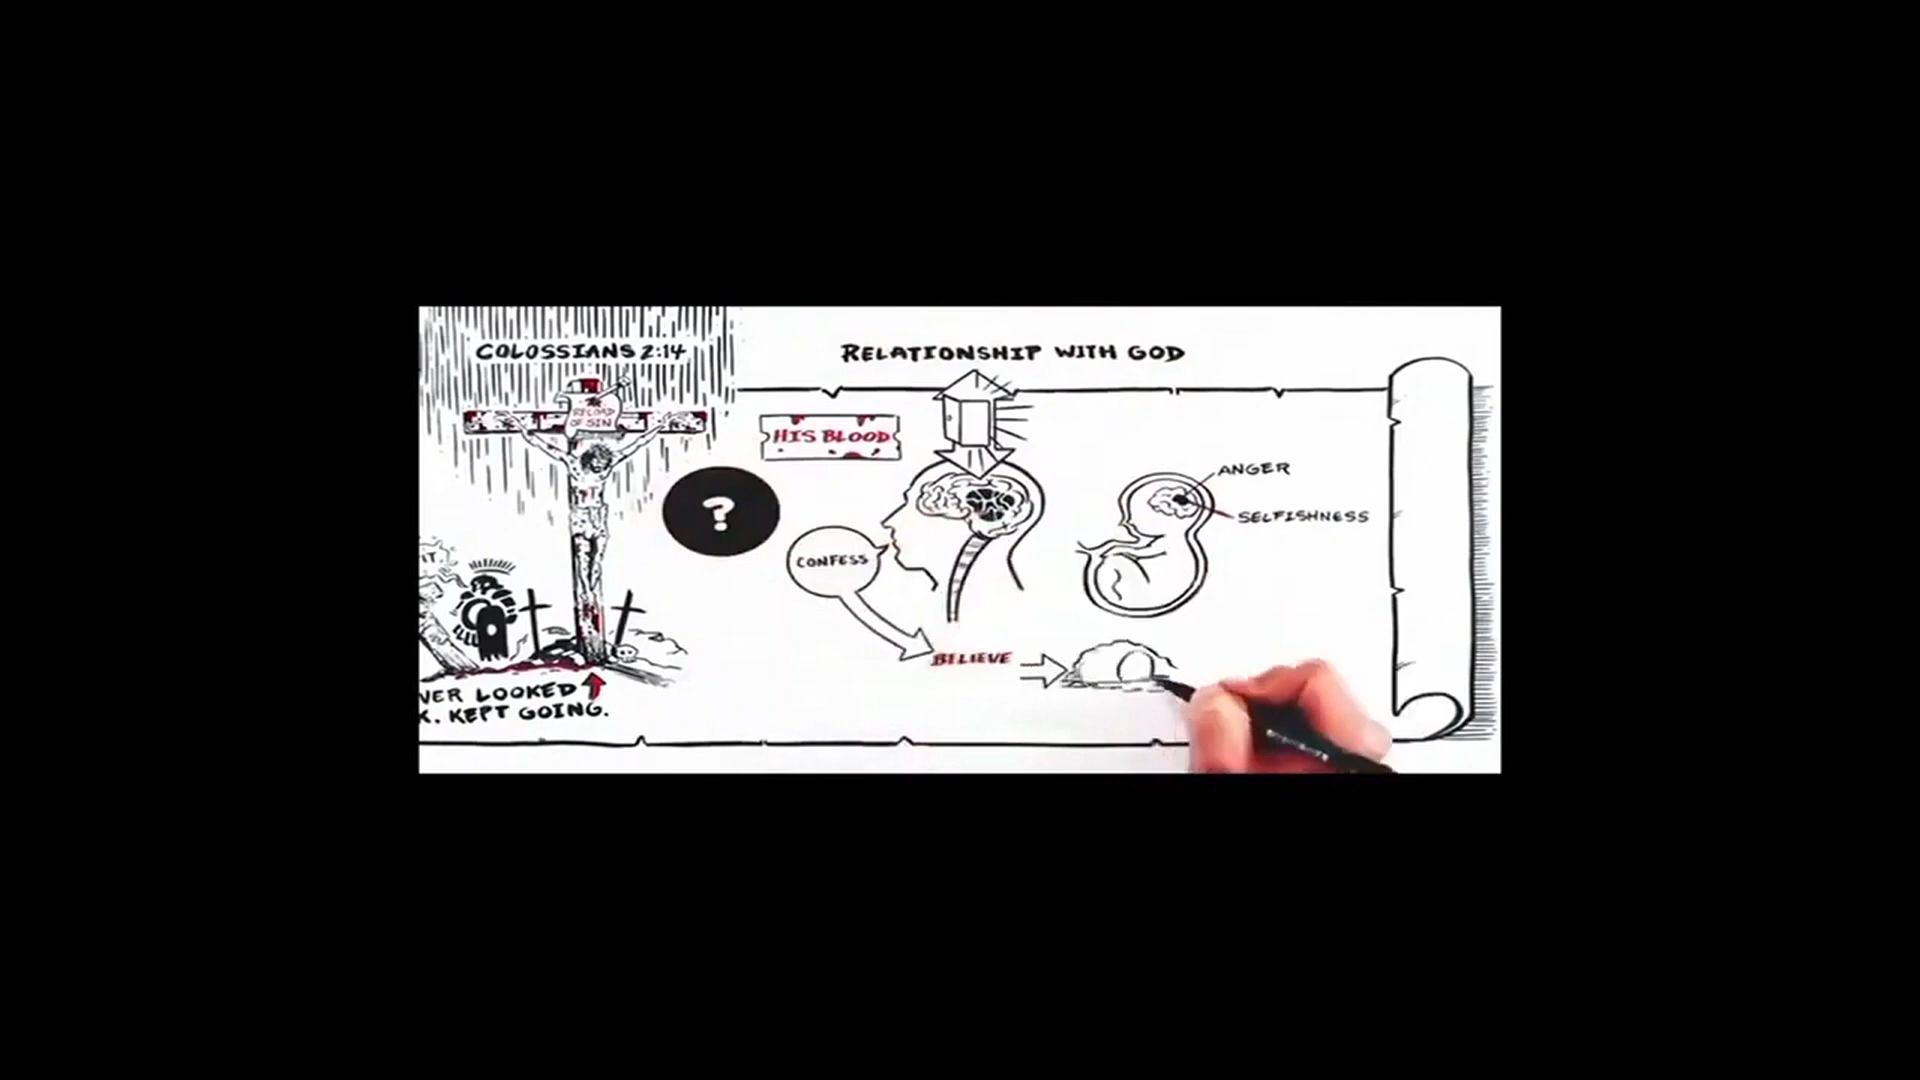 COLOSSIANS 2:14
RELATIONSHIP WITH GOD
RECORD
OF SIN
HIS BLOOD
?
ANGER
SELFISHNESS
CONFESS
IT.
BELIEVE
VER LOOKED
K. KEPT GOING.